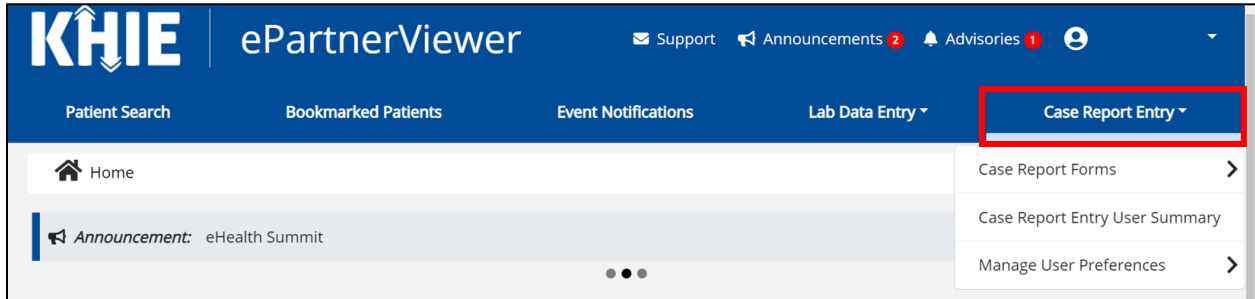 KHIE ePartnerViewer Support Announcements 2 Advisories 1
Patient Search Bookmarked Patients Event Notifications Lab Data Entry Case Report Entry
Home
Case Report Forms
Case Report Entry User Summary
Announcement: eHealth Summit
Manage User Preferences